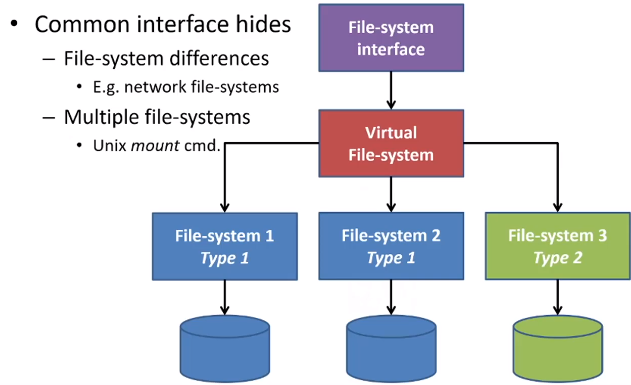 • Common interface hides
– File-system differences
• E.g. network file-systems
– Multiple file-systems
• Unix mount cmd.
File-system
interface
Virtual
File-system
File-system 1
Type 1
File-system 2
Type 1
File-system 3
Type 2